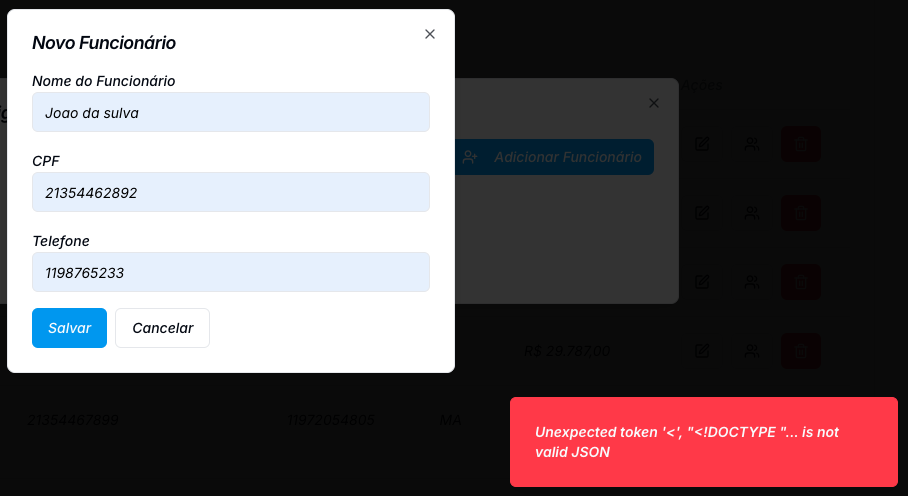 Novo Funcionário
Nome do Funcionário
Joao da sulva
CPF
21354462892
Telefone
1198765233
Salvar
Cancelar
Ações
Adicionar Funcionário
R$ 29.787,00
21354467899
11972054805
MA
Unexpected token '<', "<!DOCTYPE "... is not
valid JSON